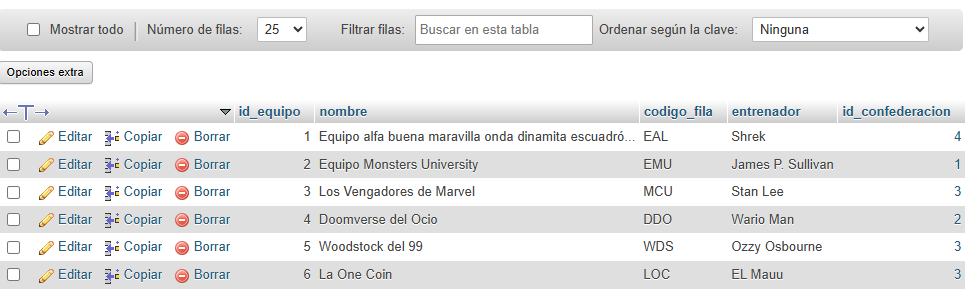 Mostrar todo Número de filas: 25 Filtrar filas: Buscar en esta tabla Ordenar según la clave: Ninguna
Opciones extra
id_equipo nombre codigo_fila entrenador id_confederacion
Editar Copiar Borrar 1 Equipo alfa buena maravilla onda dinamita escuadró... EAL Shrek 4
Editar Copiar Borrar 2 Equipo Monsters University EMU James P. Sullivan 1
Editar Copiar Borrar 3 Los Vengadores de Marvel MCU Stan Lee 3
Editar Copiar Borrar 4 Doomverse del Ocio DDO Wario Man 2
Editar Copiar Borrar 5 Woodstock del 99 WDS Ozzy Osbourne 3
Editar Copiar Borrar 6 La One Coin LOC EL Mauu 3